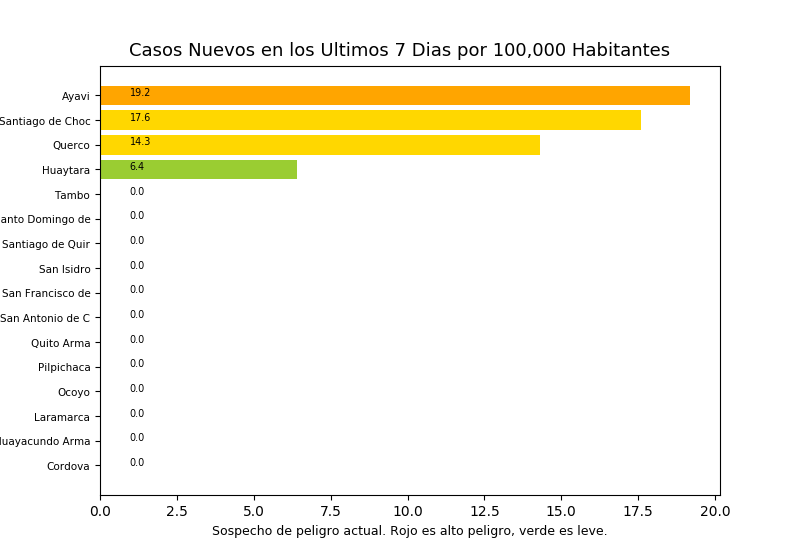 Casos Nuevos en los Ultimos 7 Dias por 100,000 Habitantes
Ayavi 19.2
Santiago de Choc 17.6
Querco 14.3
Huaytara 6.4
Tambo 0.0
anto Domingo de 0.0
Santiago de Quir 0.0
San Isidro 0.0
San Francisco de 0.0
San Antonio de C 0.0
Quito Arma 0.0
Pilpichaca 0.0
Ocoyo 0.0
Laramarca 0.0
Huayacundo Arma 0.0
Cordova 0.0
0.0 2.5 5.0 7.5 10.0 12.5 15.0 17.5 20.0
Sospecho de peligro actual. Rojo es alto peligro, verde es leve.